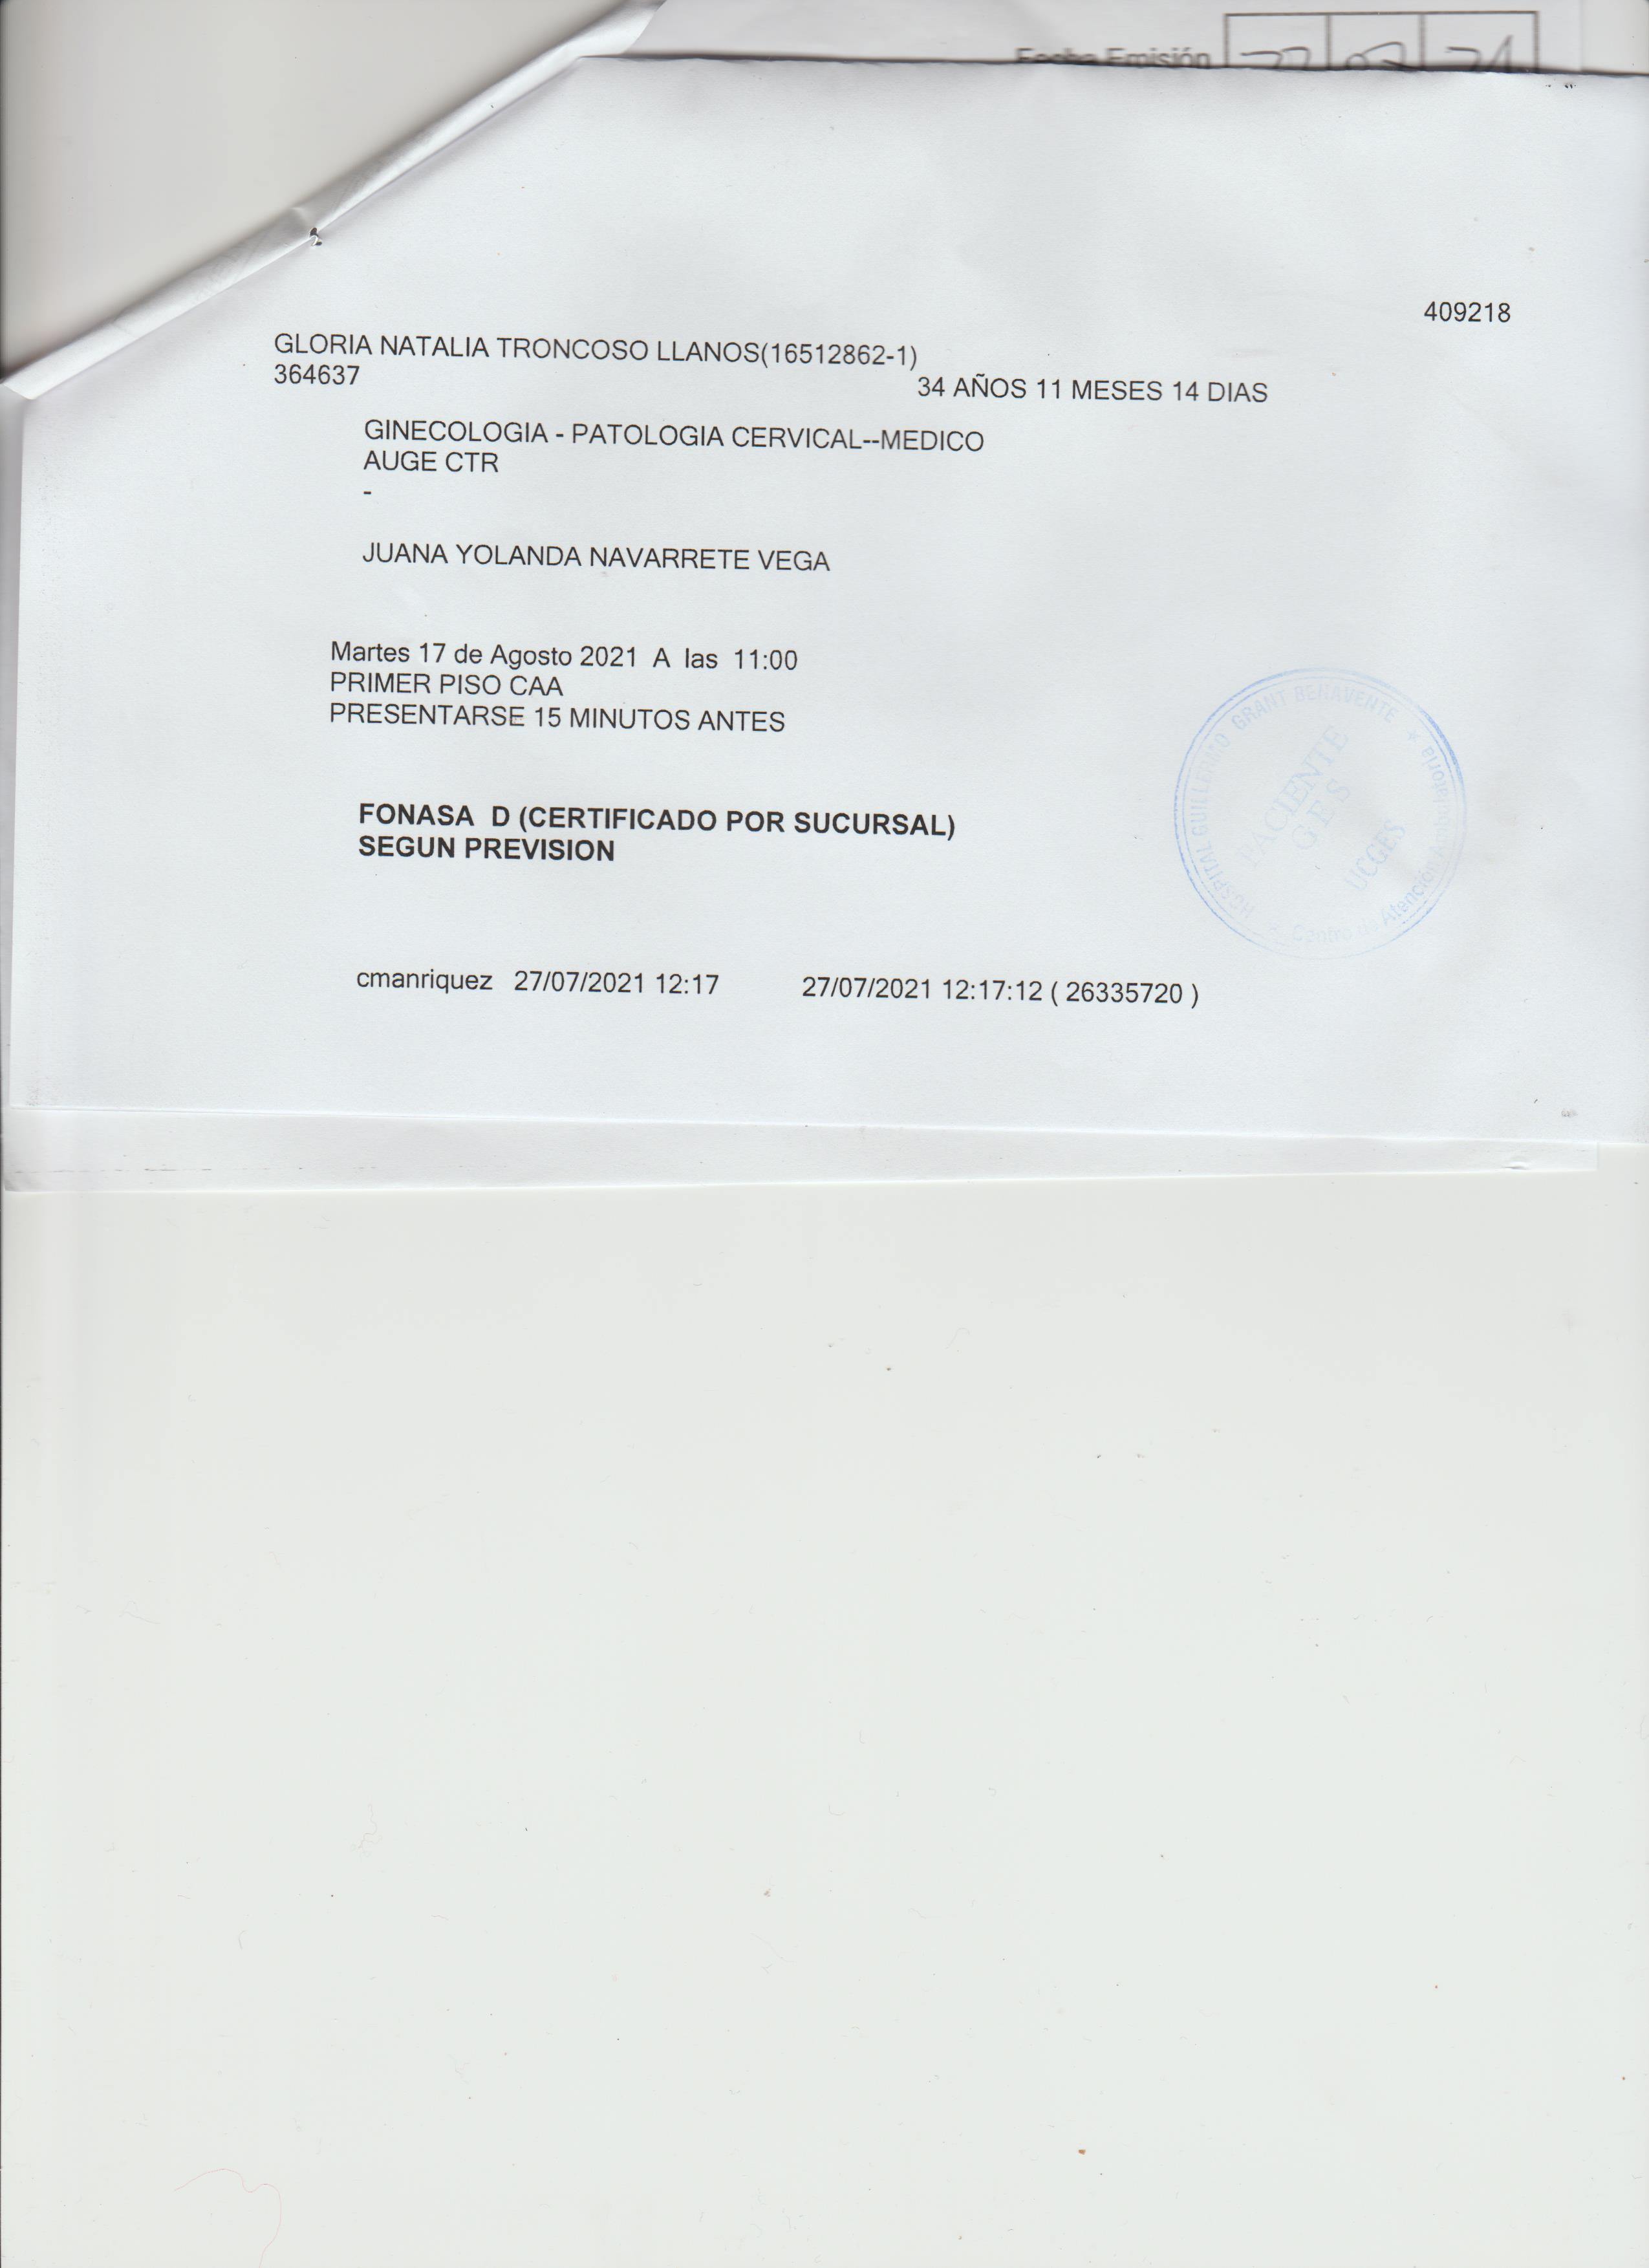 Fecha Emisión
409218
GLORIA NATALIA TRONCOSO LLANOS(16512862-1)
364637
34 AÑOS 11 MESES 14 DIAS
GINECOLOGIA - PATOLOGIA CERVICAL--MEDICO
AUGE CTR
-
JUANA YOLANDA NAVARRETE VEGA
Martes 17 de Agosto 2021 A las 11:00
PRIMER PISO CAA
PRESENTARSE 15 MINUTOS ANTES
HOSPITAL GUILLERMO GRANT BENAVENTE
PACIENTE
GES
UCGES
Centro Atención
FONASA D (CERTIFICADO POR SUCURSAL)
SEGUN PREVISION
cmanriquez 27/07/2021 12:17 27/07/2021 12:17:12 ( 26335720 )